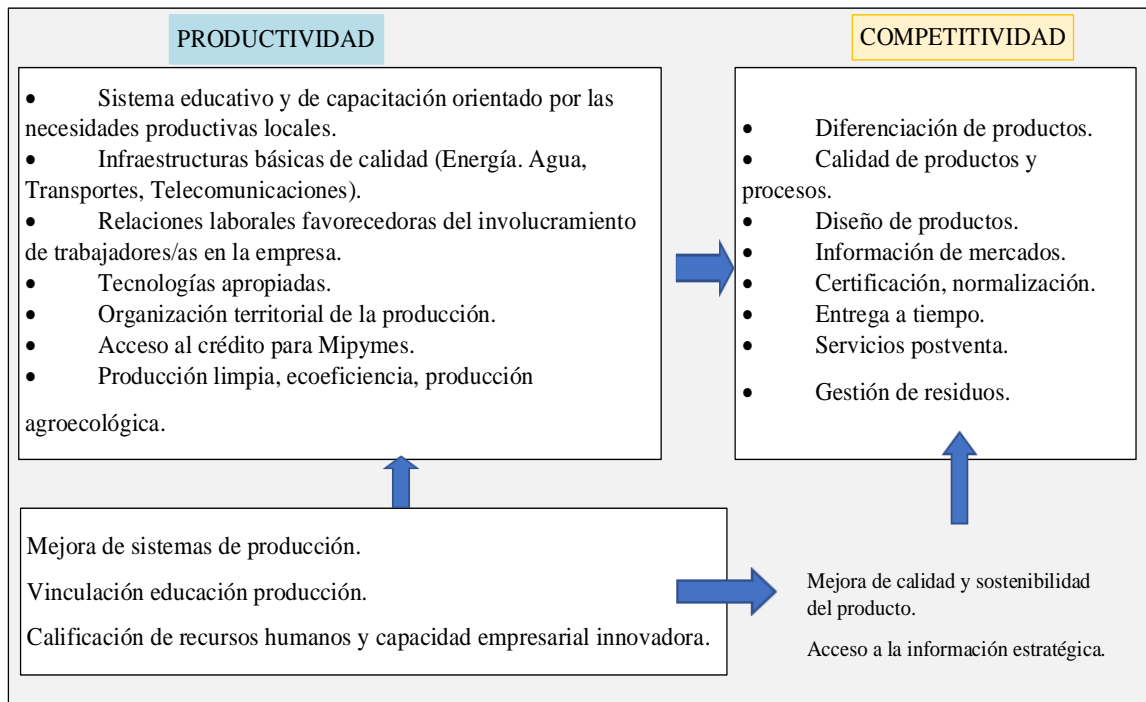 PRODUCTIVIDAD
• Sistema educativo y de capacitación orientado por las
necesidades productivas locales.
• Infraestructuras básicas de calidad (Energía. Agua,
Transportes, Telecomunicaciones).
• Relaciones laborales favorecedoras del involucramiento
de trabajadores/as en la empresa.
• Tecnologías apropiadas.
• Organización territorial de la producción.
• Acceso al crédito para Mipymes.
• Producción limpia, ecoeficiencia, producción
agroecológica.
COMPETITIVIDAD
• Diferenciación de productos.
• Calidad de productos y
procesos.
• Diseño de productos.
• Información de mercados.
• Certificación, normalización.
• Entrega a tiempo.
• Servicios postventa.
• Gestión de residuos.
Mejora de sistemas de producción.
Vinculación educación producción.
Calificación de recursos humanos y capacidad empresarial innovadora.
Mejora de calidad y sostenibilidad
del producto.
Acceso a la información estratégica.